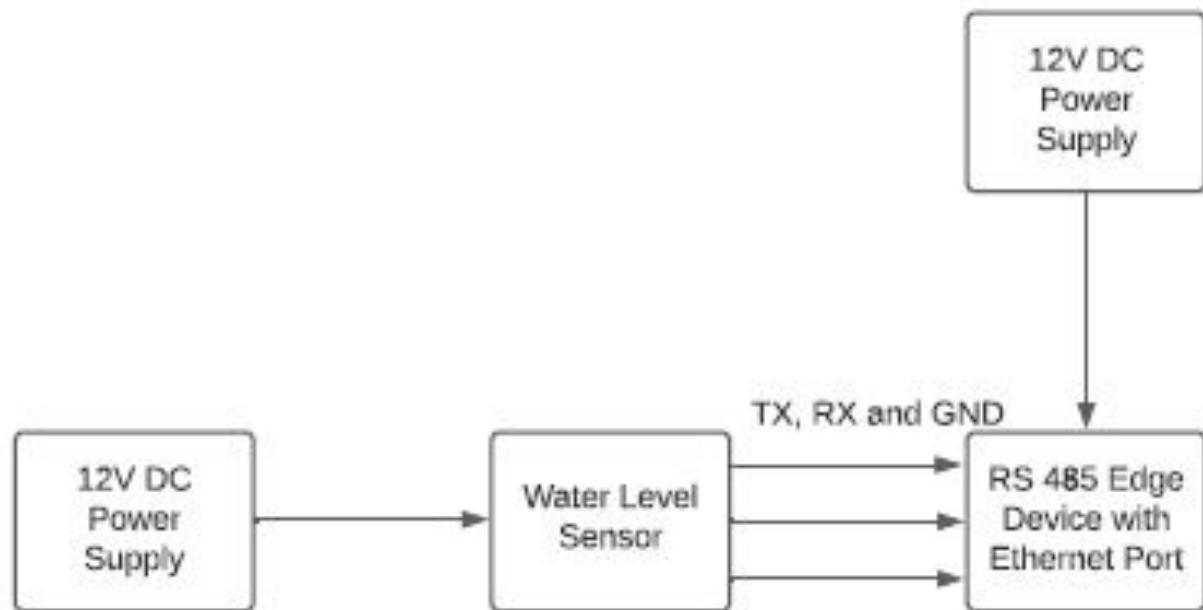 12V DC
Power
Supply
TX, RX and GND
12V DC
Power
Supply
Water Level
Sensor
RS 485 Edge
Device with
Ethernet Port